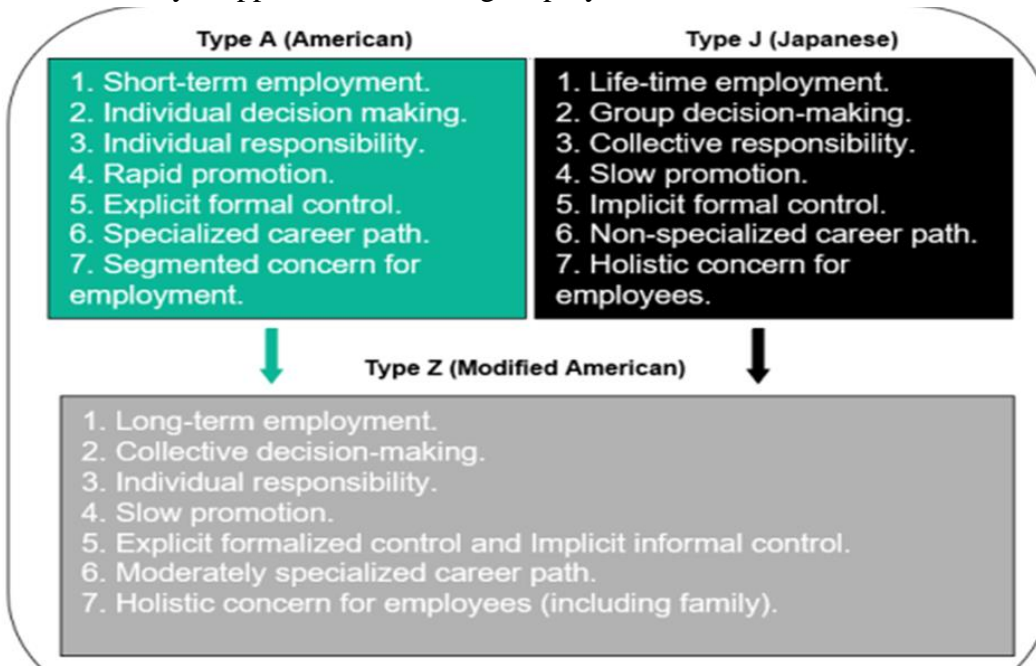 Type A (American)
1. Short-term employment.
2. Individual decision making.
3. Individual responsibility.
4. Rapid promotion.
5. Explicit formal control.
6. Specialized career path.
7. Segmented concern for
employment.
Type J (Japanese)
1. Life-time employment.
2. Group decision-making.
3. Collective responsibility.
4. Slow promotion.
5. Implicit formal control.
6. Non-specialized career path.
7. Holistic concern for
employees.
Type Z (Modified American)
1. Long-term employment.
2. Collective decision-making.
3. Individual responsibility.
4. Slow promotion.
5. Explicit formalized control and Implicit informal control.
6. Moderately specialized career path.
7. Holistic concern for employees (including family).